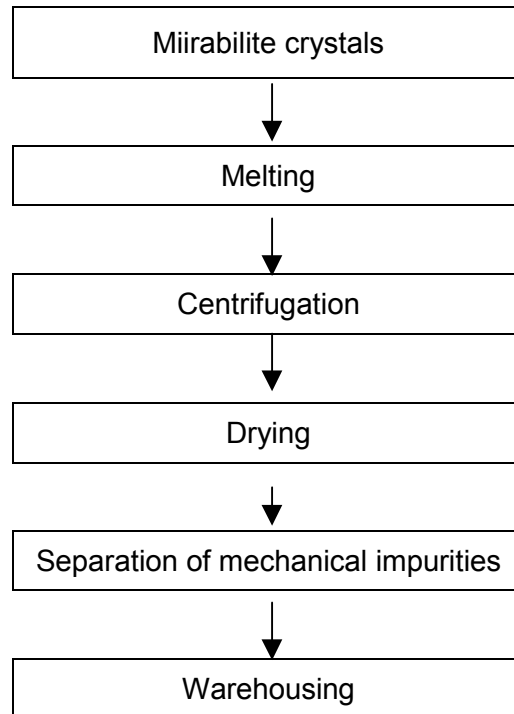 Miirabilite crystals
Melting
Centrifugation
Drying
Separation of mechanical impurities
Warehousing